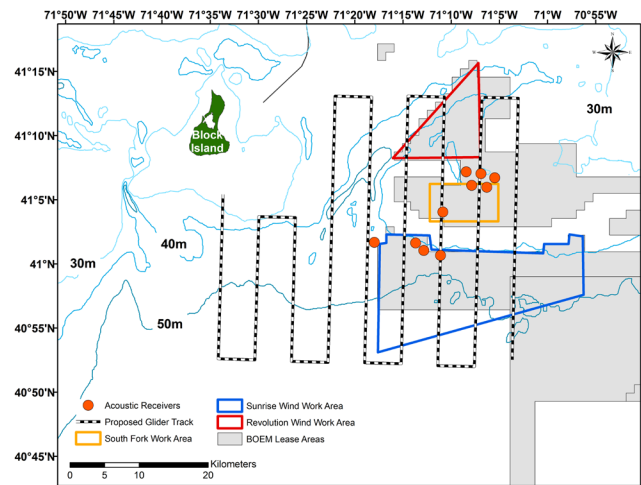 71°50'W 71°45'W 71°40'W 71°35'W 71°30'W 71°25'W 71°20'W 71°15'W 71°10'W 71°5'W 71°0'W 70°55'W
41°15'N
N
30m
41°10'N
Block
Island
41°5'N
40m
41°0'N
30m
40°55'N
50m
40°50'N
Acoustic Receivers
Sunrise Wind Work Area
Proposed Glider Track
Revolution Wind Work Area
South Fork Work Area
BOEM Lease Areas
40°45'N
Kilometers
0 5 10 20